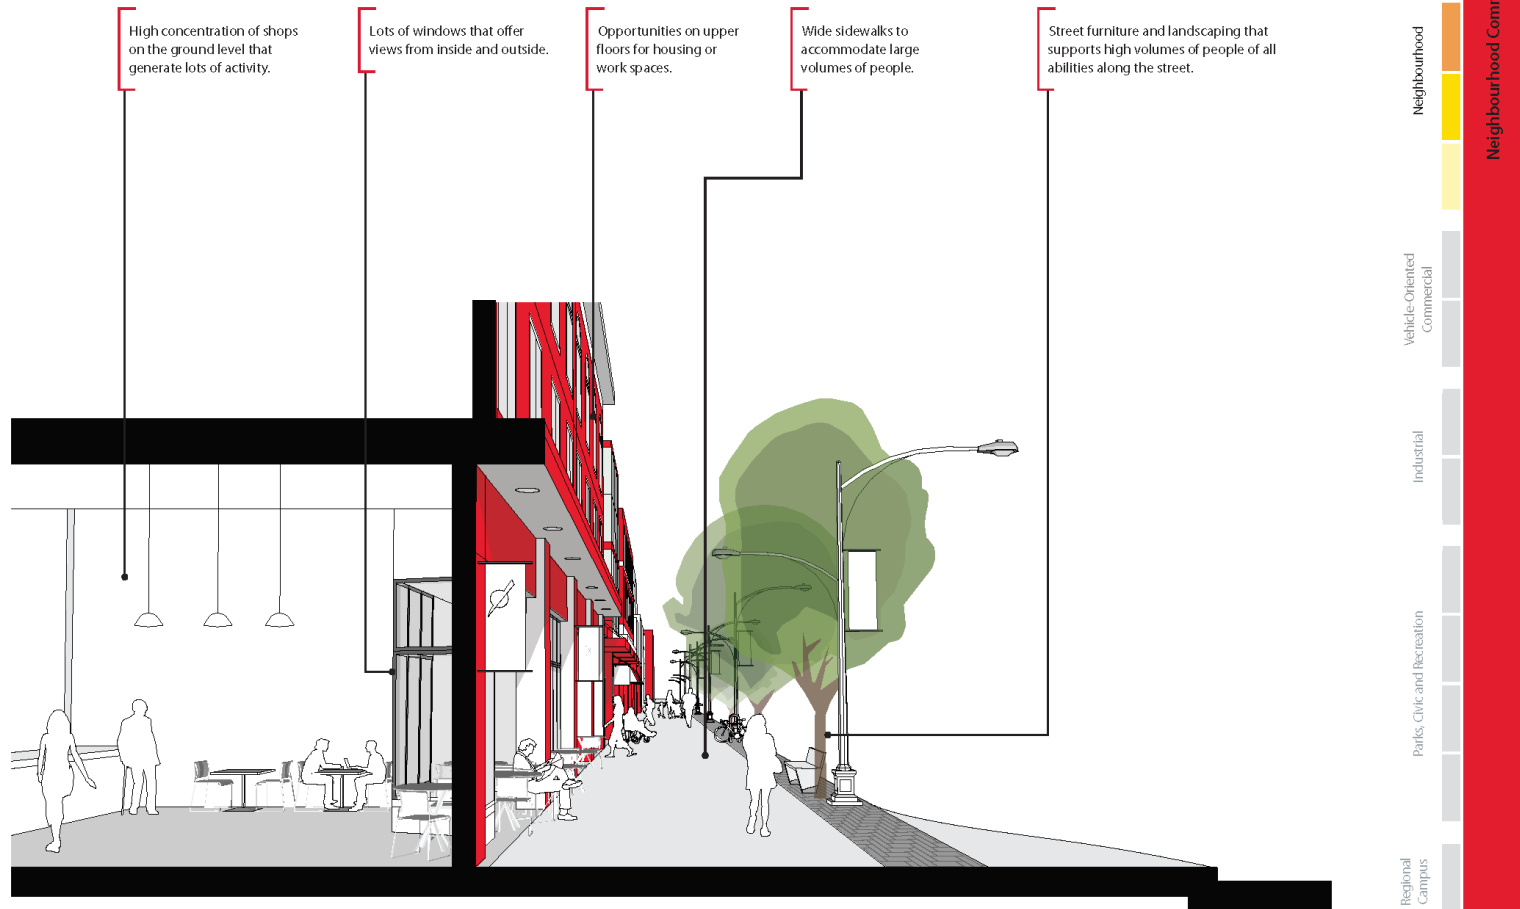 High concentration of shops
on the ground level that
generate lots of activity.
Lots of windows that offer
views from inside and outside.
Opportunities on upper
floors for housing or
work spaces.
Wide sidewalks to
accommodate large
volumes of people.
Street furniture and landscaping that
supports high volumes of people of all
abilities along the street.
Neighbourhood
Vehicle-Oriented
Commercial
Industrial
Parks, Civic and Recreation
Regional
Campus
Neighbourhood